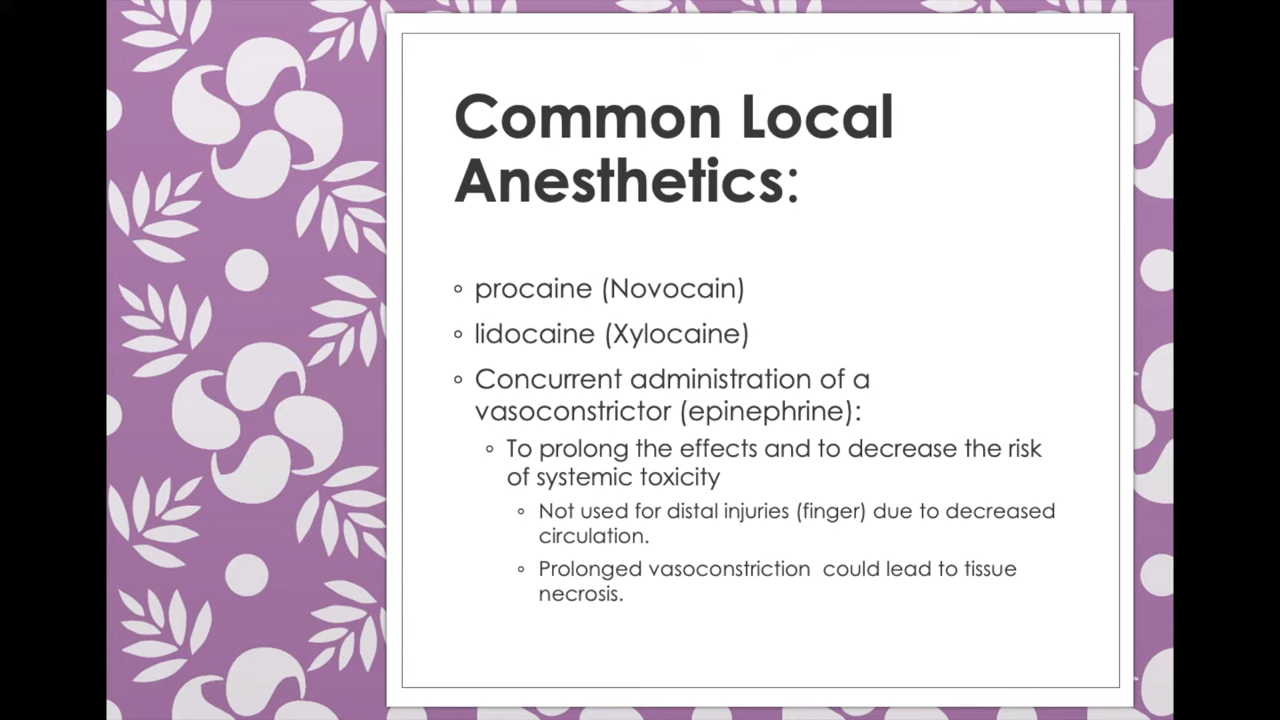 Common Local
Anesthetics:
◦ procaine (Novocain)
◦ lidocaine (Xylocaine)
◦ Concurrent administration of a
vasoconstrictor (epinephrine):
◦ To prolong the effects and to decrease the risk
of systemic toxicity
◦ Not used for distal injuries (finger) due to decreased
circulation.
◦ Prolonged vasoconstriction  could lead to tissue
necrosis.